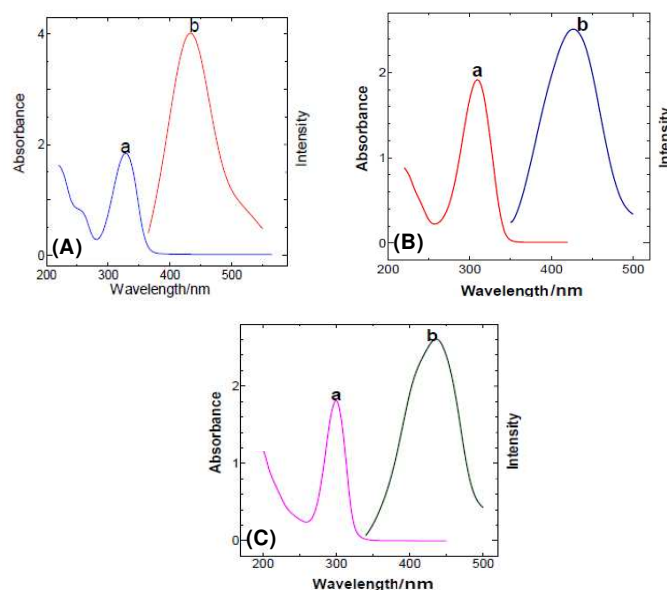 b
a
4
2
0
Absorbance
Intensity
(A)
200 300 400 500
Wavelength/nm
b
a
2
1
0
Absorbance
Intensity
(B)
200 300 400 500
Wavelength/nm
b
a
2
1
0
Absorbance
Intensity
(C)
200 300 400 500
Wavelength/nm